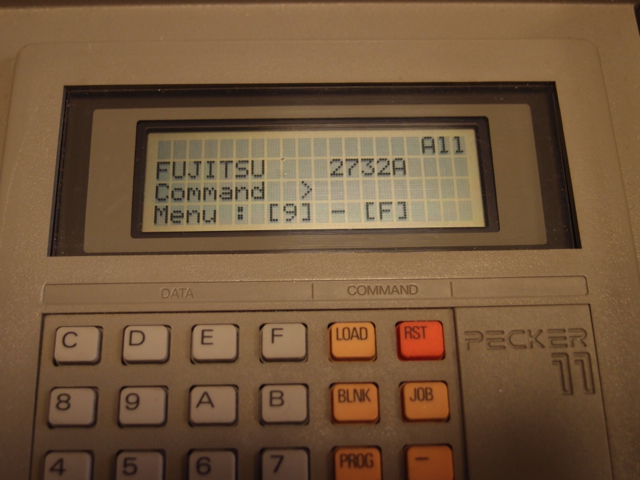 All
FUJITSU 2732A
Command >
Menu : [9] - [F]
DATA COMMAND
C D E F LOAD RST
PECKER
11
8 9 A B BLNK JOB
4 5 6 7 PROG -